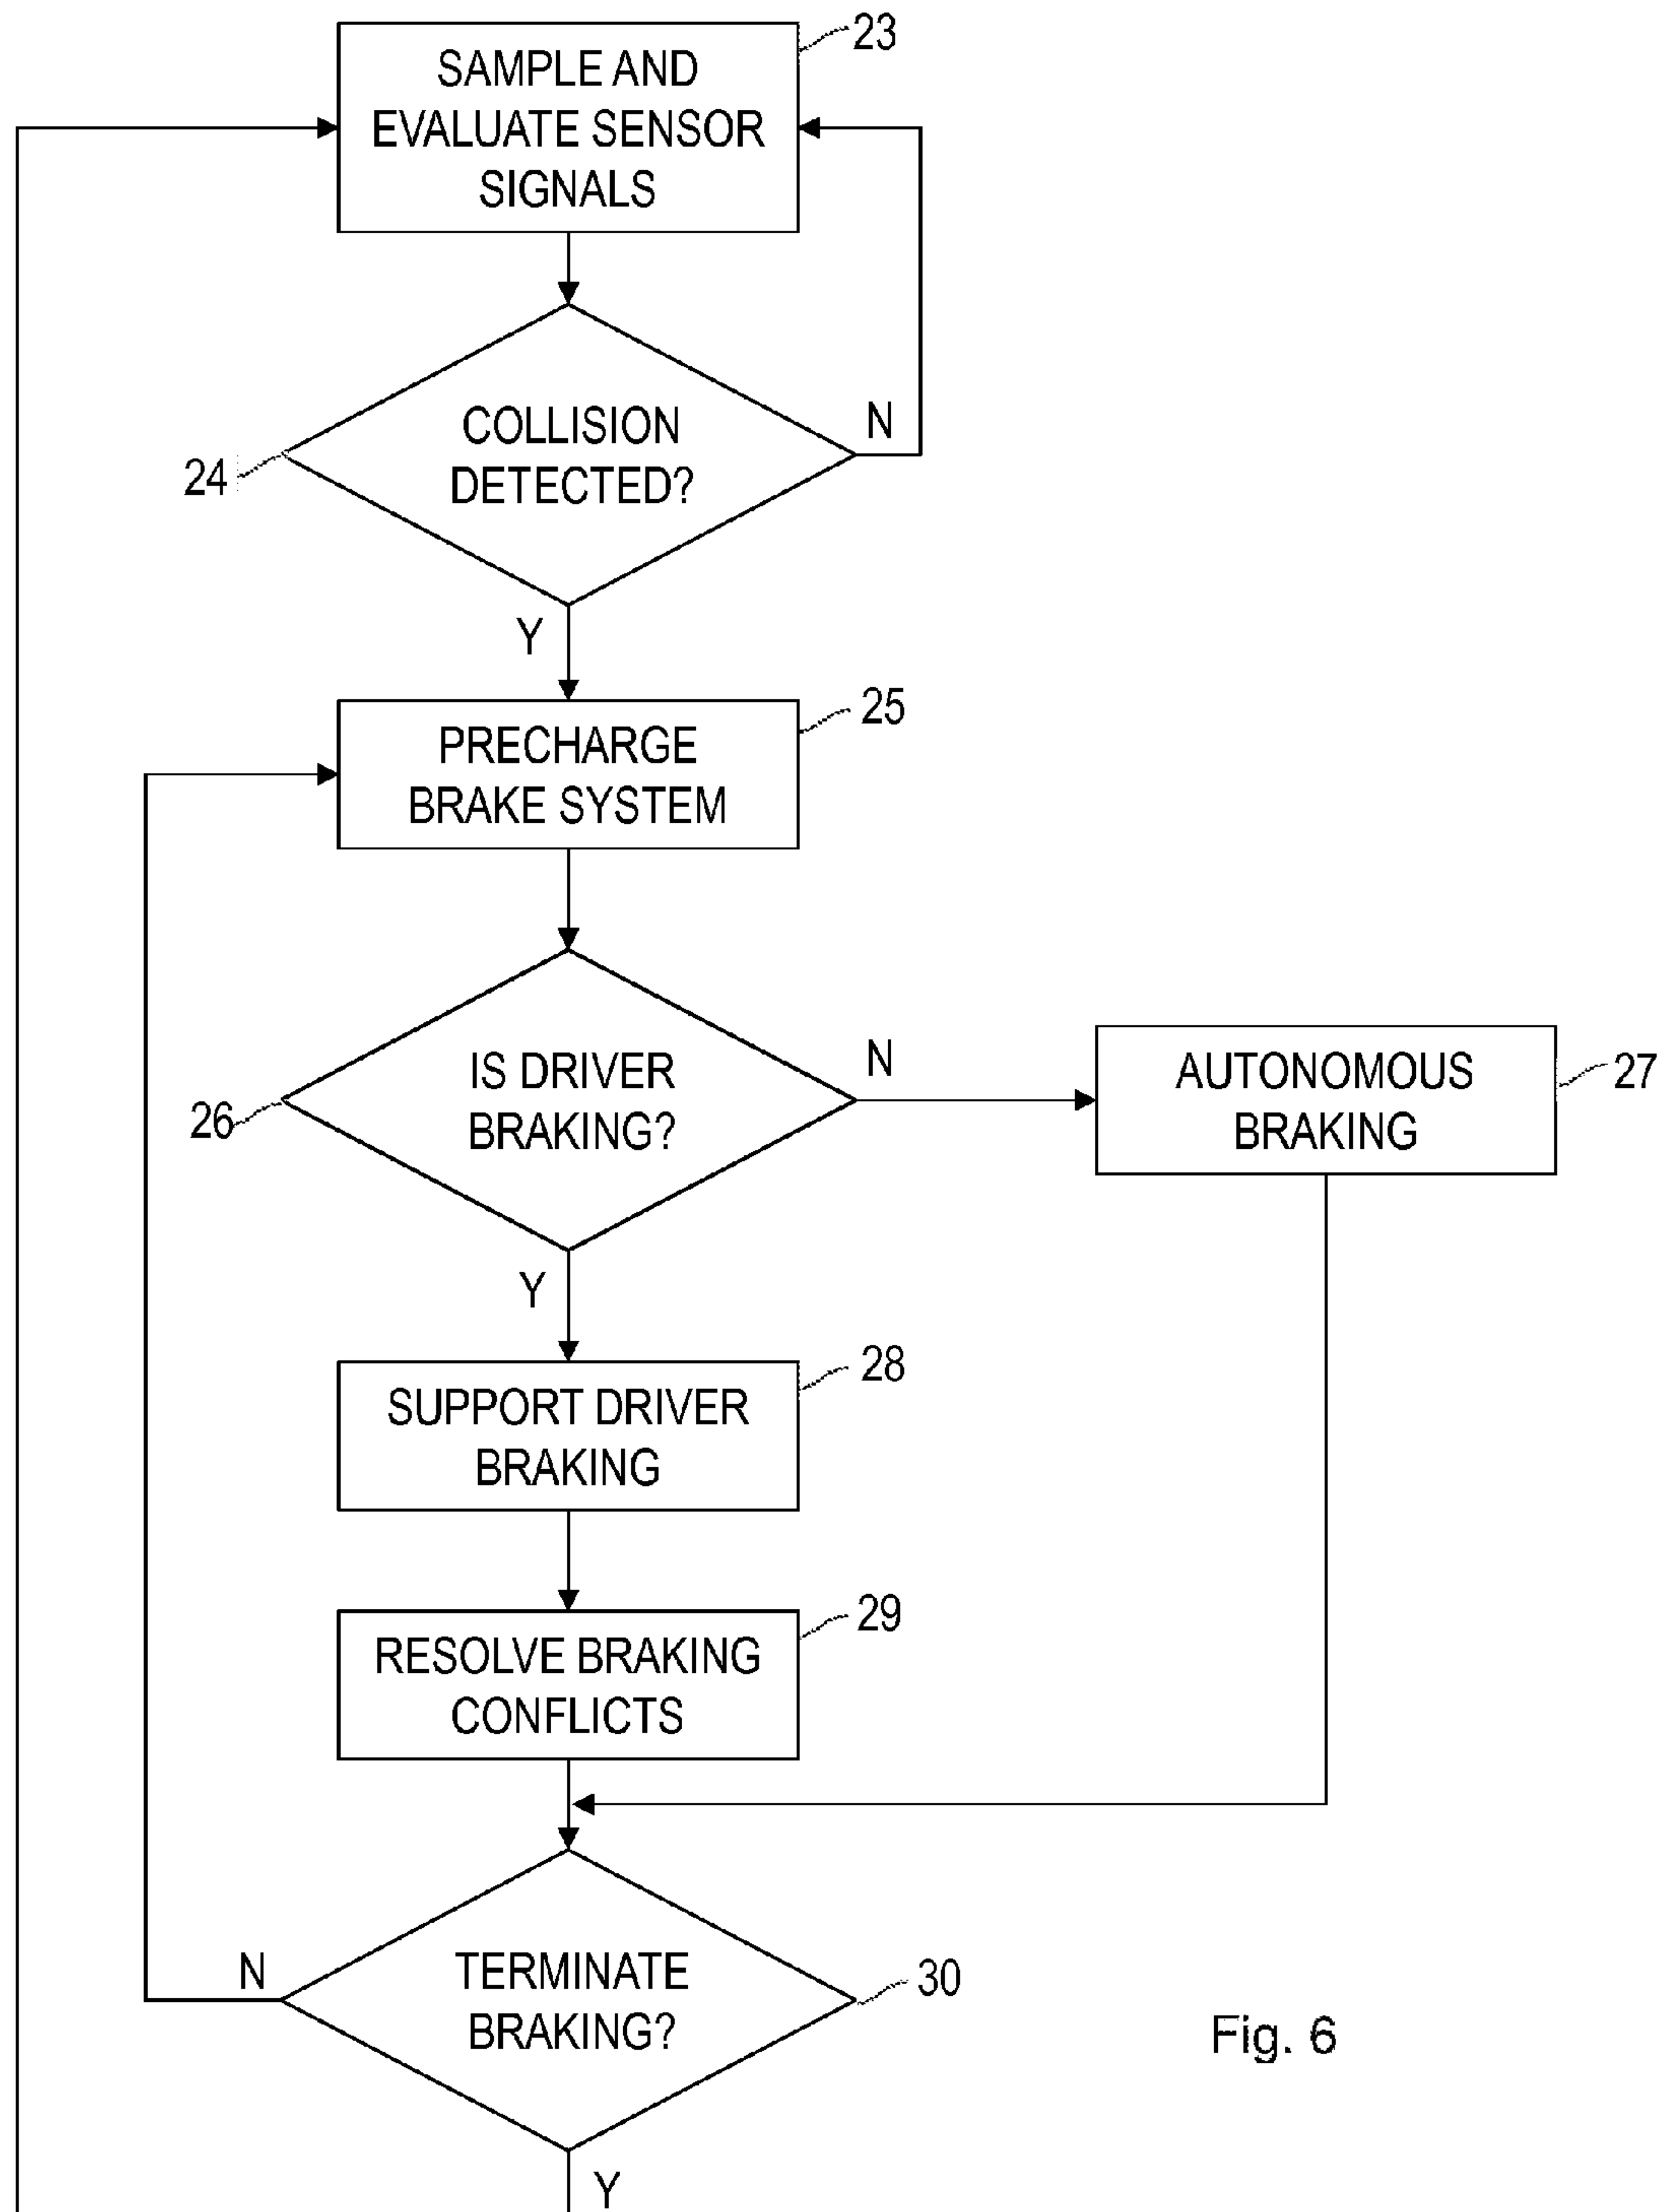 23
SAMPLE AND
EVALUATE SENSOR
SIGNALS
24
COLLISION
DETECTED?
N
Y
25
PRECHARGE
BRAKE SYSTEM
26
IS DRIVER
BRAKING?
N
AUTONOMOUS
BRAKING
27
Y
28
SUPPORT DRIVER
BRAKING
29
RESOLVE BRAKING
CONFLICTS
N
TERMINATE
BRAKING?
30
Fig. 6
Y